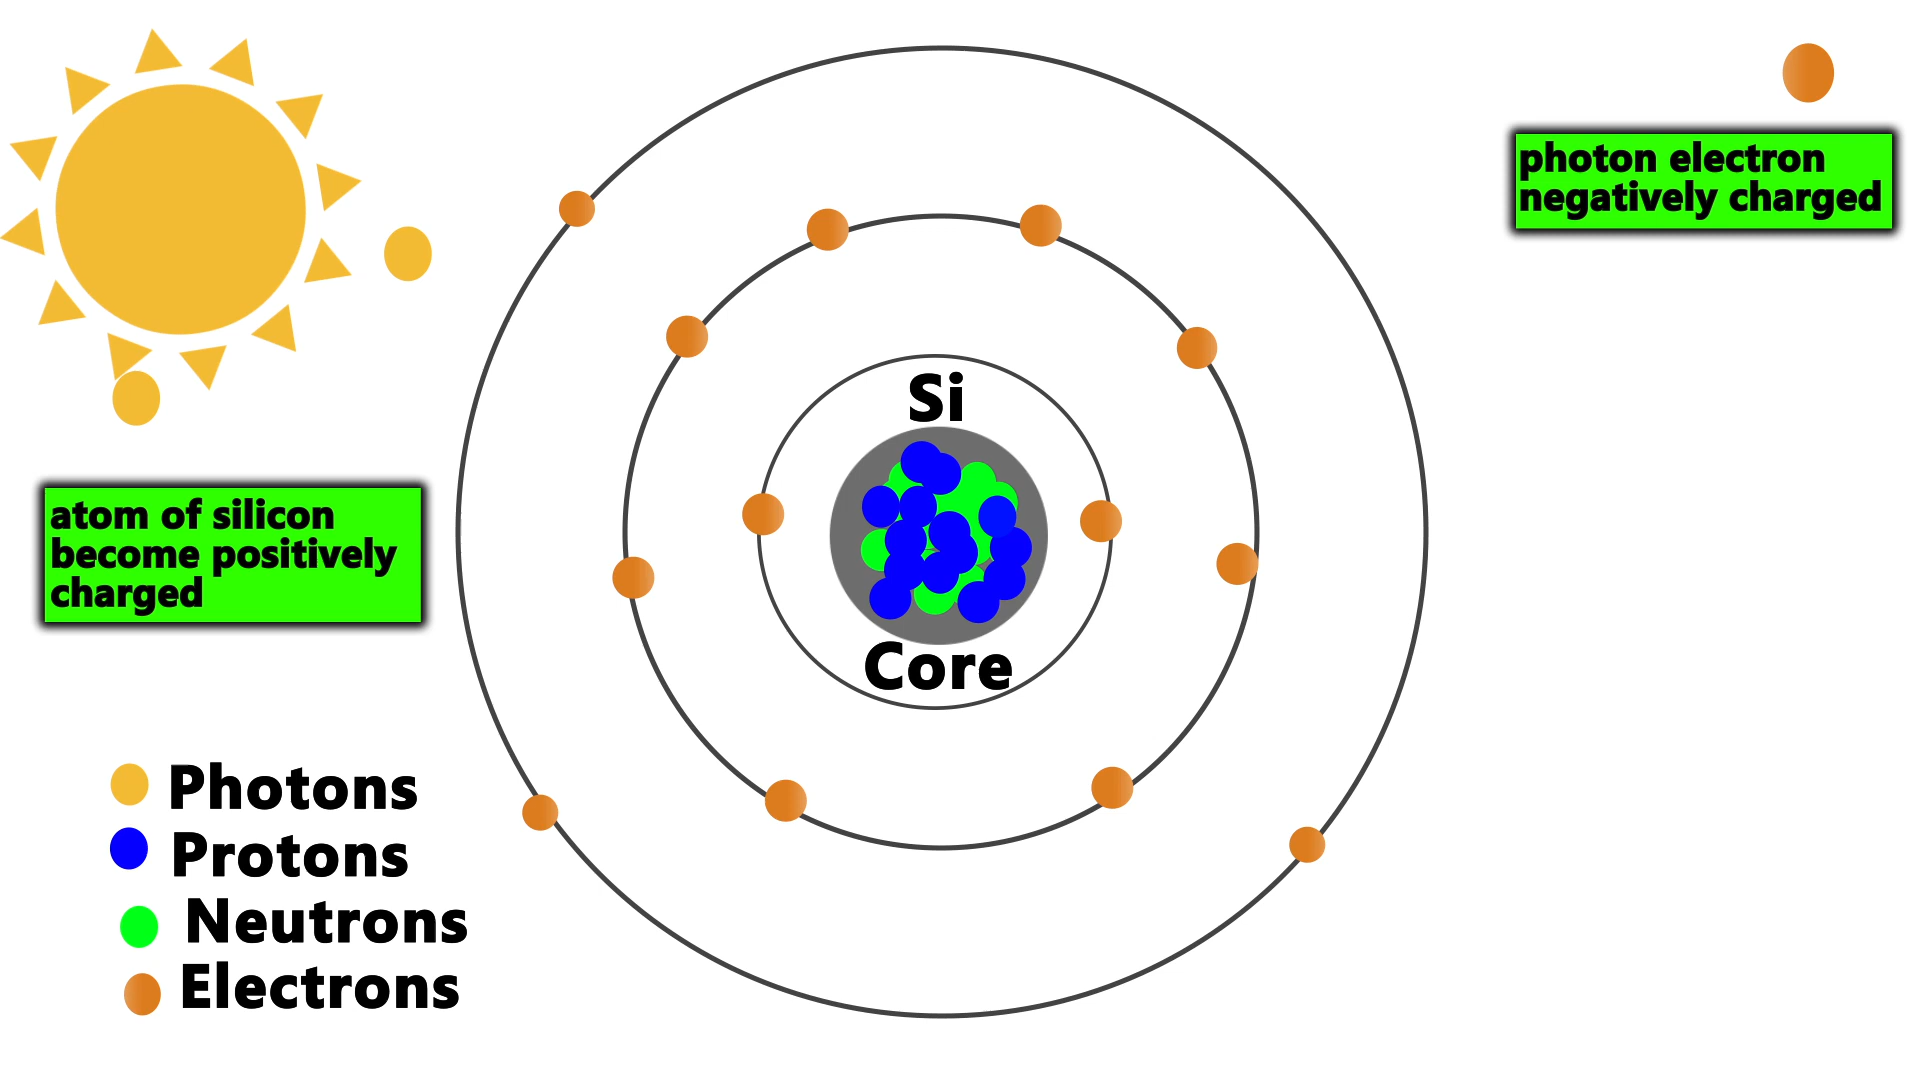 photon electron
negatively charged
Si
Core
atom of silicon
become positively
charged
Photons
Protons
Neutrons
Electrons